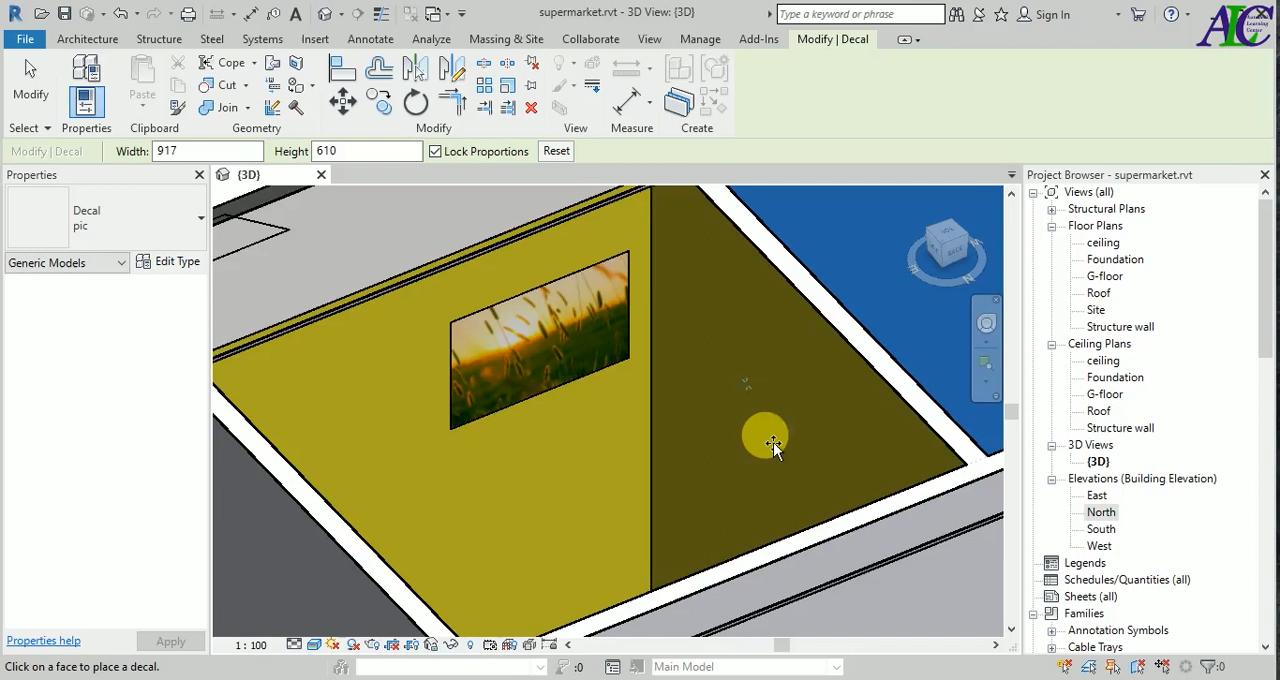 supermarket.rvt - 3D View: {3D}
Type a keyword or phrase
Sign In
ALC
File
Architecture
Structure
Steel
Systems
Insert
Annotate
Analyze
Massing & Site
Collaborate
View
Manage
Add-Ins
Modify | Decal
Modify
Paste
Cope
Cut
Join
Select
Properties
Clipboard
Geometry
Modify
View
Measure
Create
Modify | Decal
Width: 917
Height 610
Lock Proportions
Reset
Properties
Decal
pic
Generic Models
Edit Type
Properties help
Apply
{3D}
BACK
1 : 100
Project Browser - supermarket.rvt
Views (all)
Structural Plans
Floor Plans
ceiling
Foundation
G-floor
Roof
Site
Structure wall
Ceiling Plans
ceiling
Foundation
G-floor
Roof
Structure wall
3D Views
{3D}
Elevations (Building Elevation)
East
North
South
West
Legends
Schedules/Quantities (all)
Sheets (all)
Families
Annotation Symbols
Cable Trays
Click on a face to place a decal.
:0
Main Model
:0